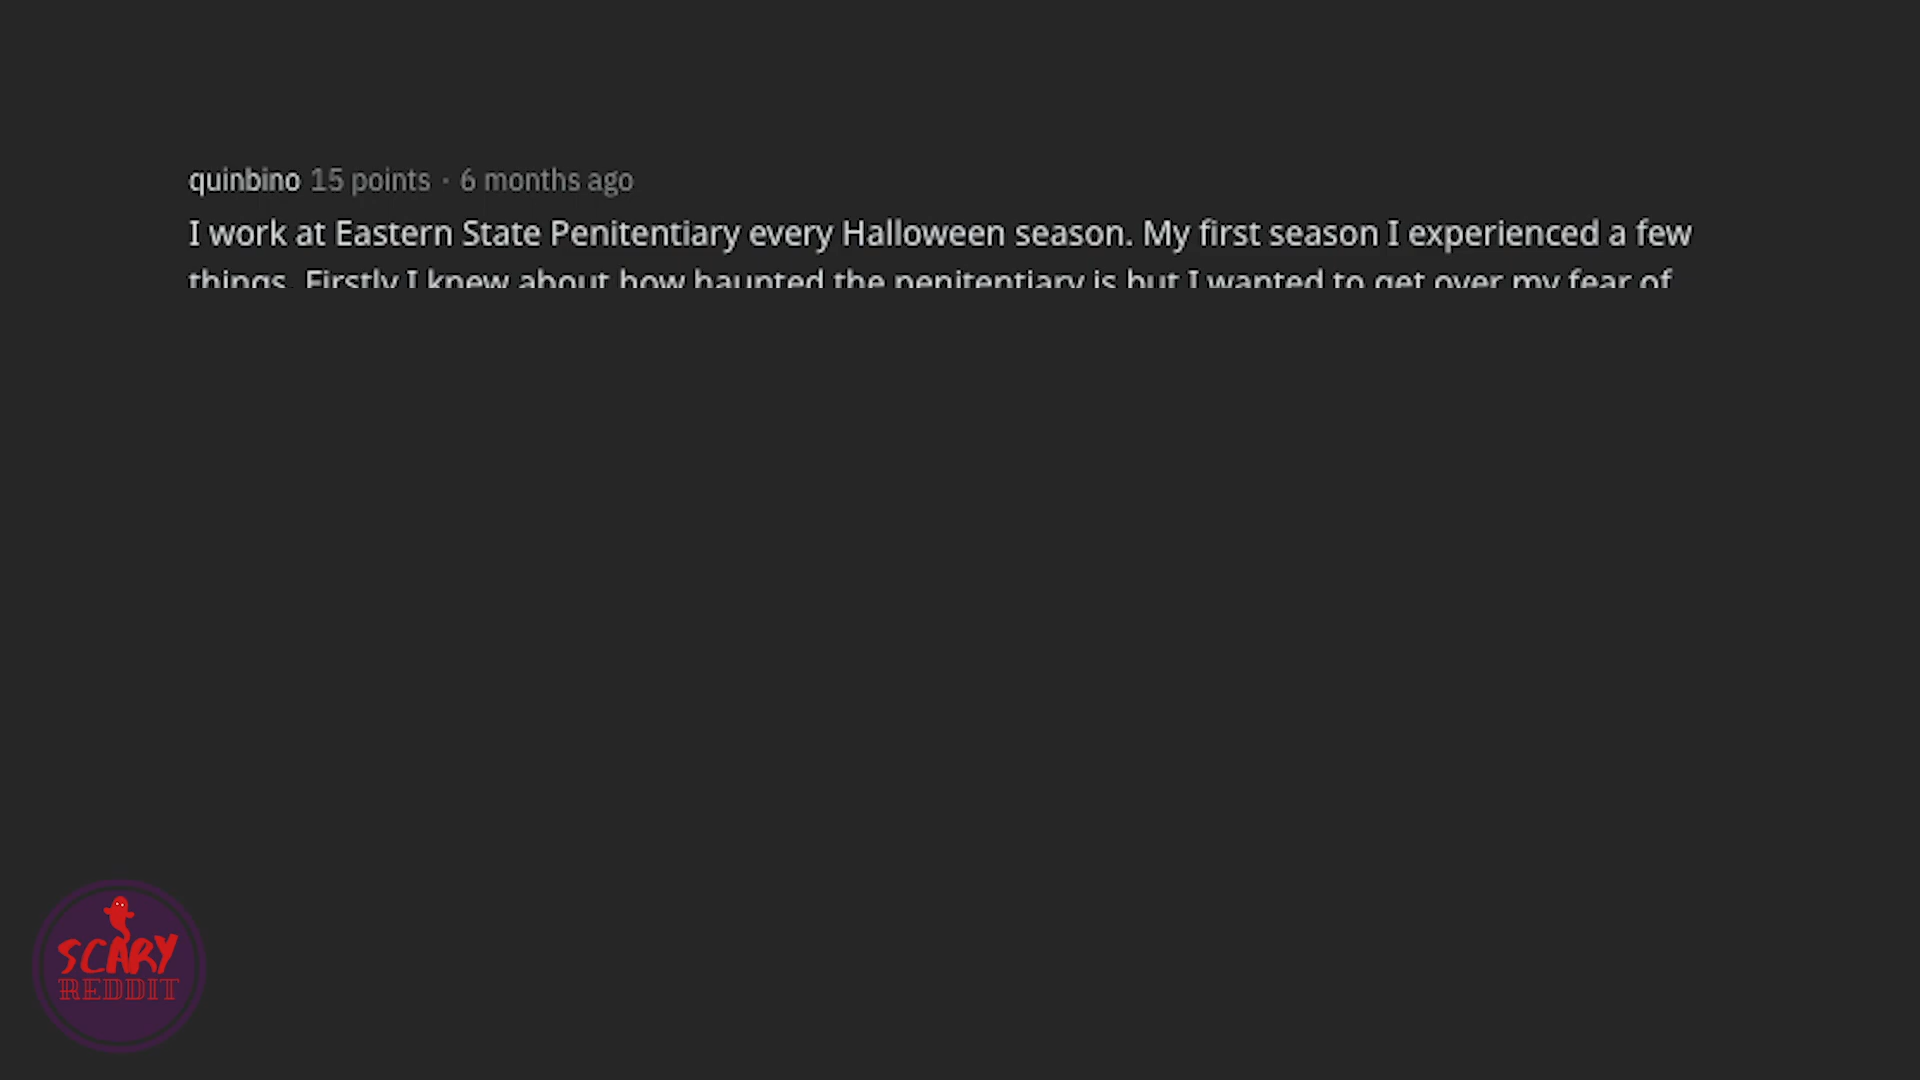 quinbino 15 points · 6 months ago
I work at Eastern State Penitentiary every Halloween season. My first season I experienced a few
things. Firstly I knew about how haunted the penitentiary is but I wanted to get over my fear of
SCARY
REDDIT